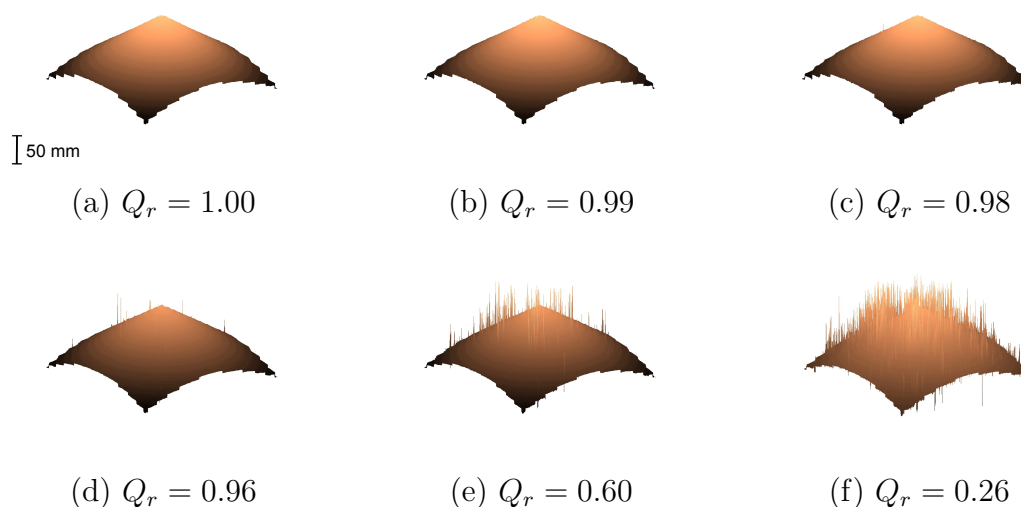 50 mm
(a) Q_r = 1.00
(b) Q_r = 0.99
(c) Q_r = 0.98
(d) Q_r = 0.96
(e) Q_r = 0.60
(f) Q_r = 0.26